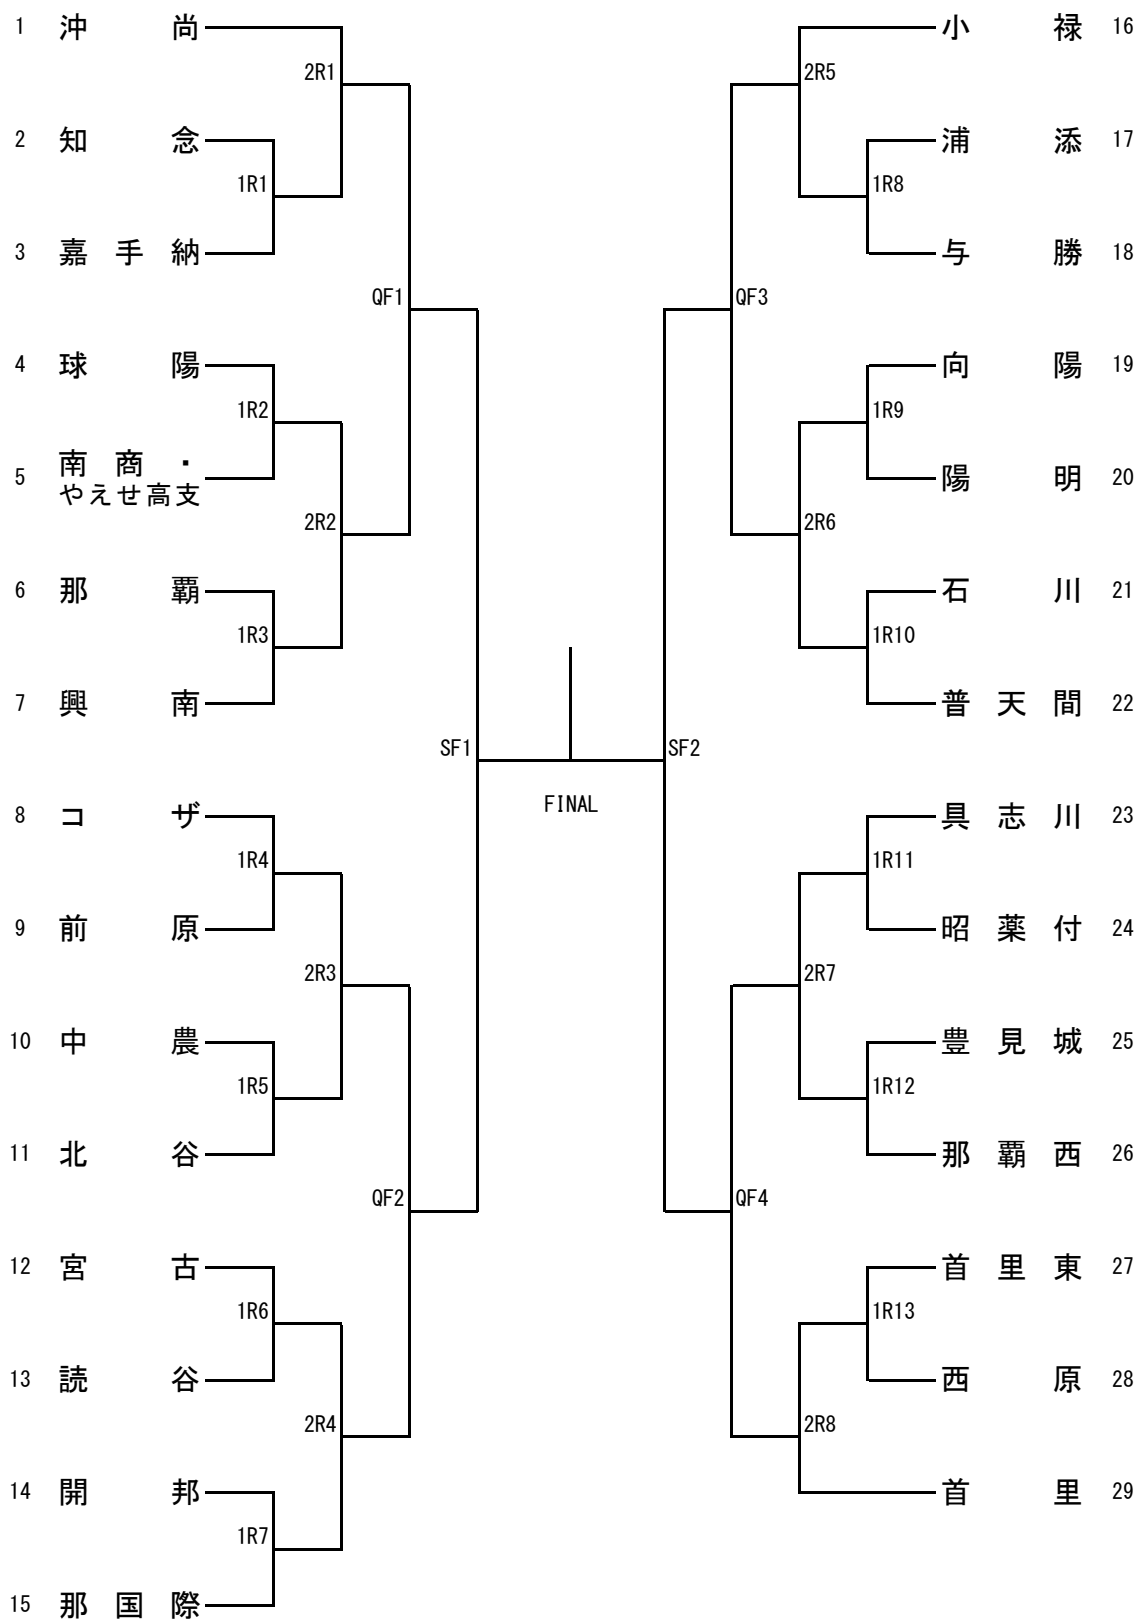 1 沖尚
2R1
2 知念
1R1
3 嘉手納
QF1
4 球陽
1R2
5 南商・
やえせ高支
2R2
6 那覇
1R3
7 興南
SF1
8 コザ
1R4
9 前原
2R3
10 中農
1R5
11 北谷
QF2
12 宮古
1R6
13 読谷
2R4
14 開邦
1R7
15 那国際
FINAL
小禄 16
2R5
浦添 17
1R8
与勝 18
QF3
向陽 19
1R9
陽明 20
2R6
石川 21
1R10
普天間 22
SF2
具志川 23
1R11
昭薬付 24
2R7
豊見城 25
1R12
那覇西 26
QF4
首里東 27
1R13
西原 28
2R8
首里 29